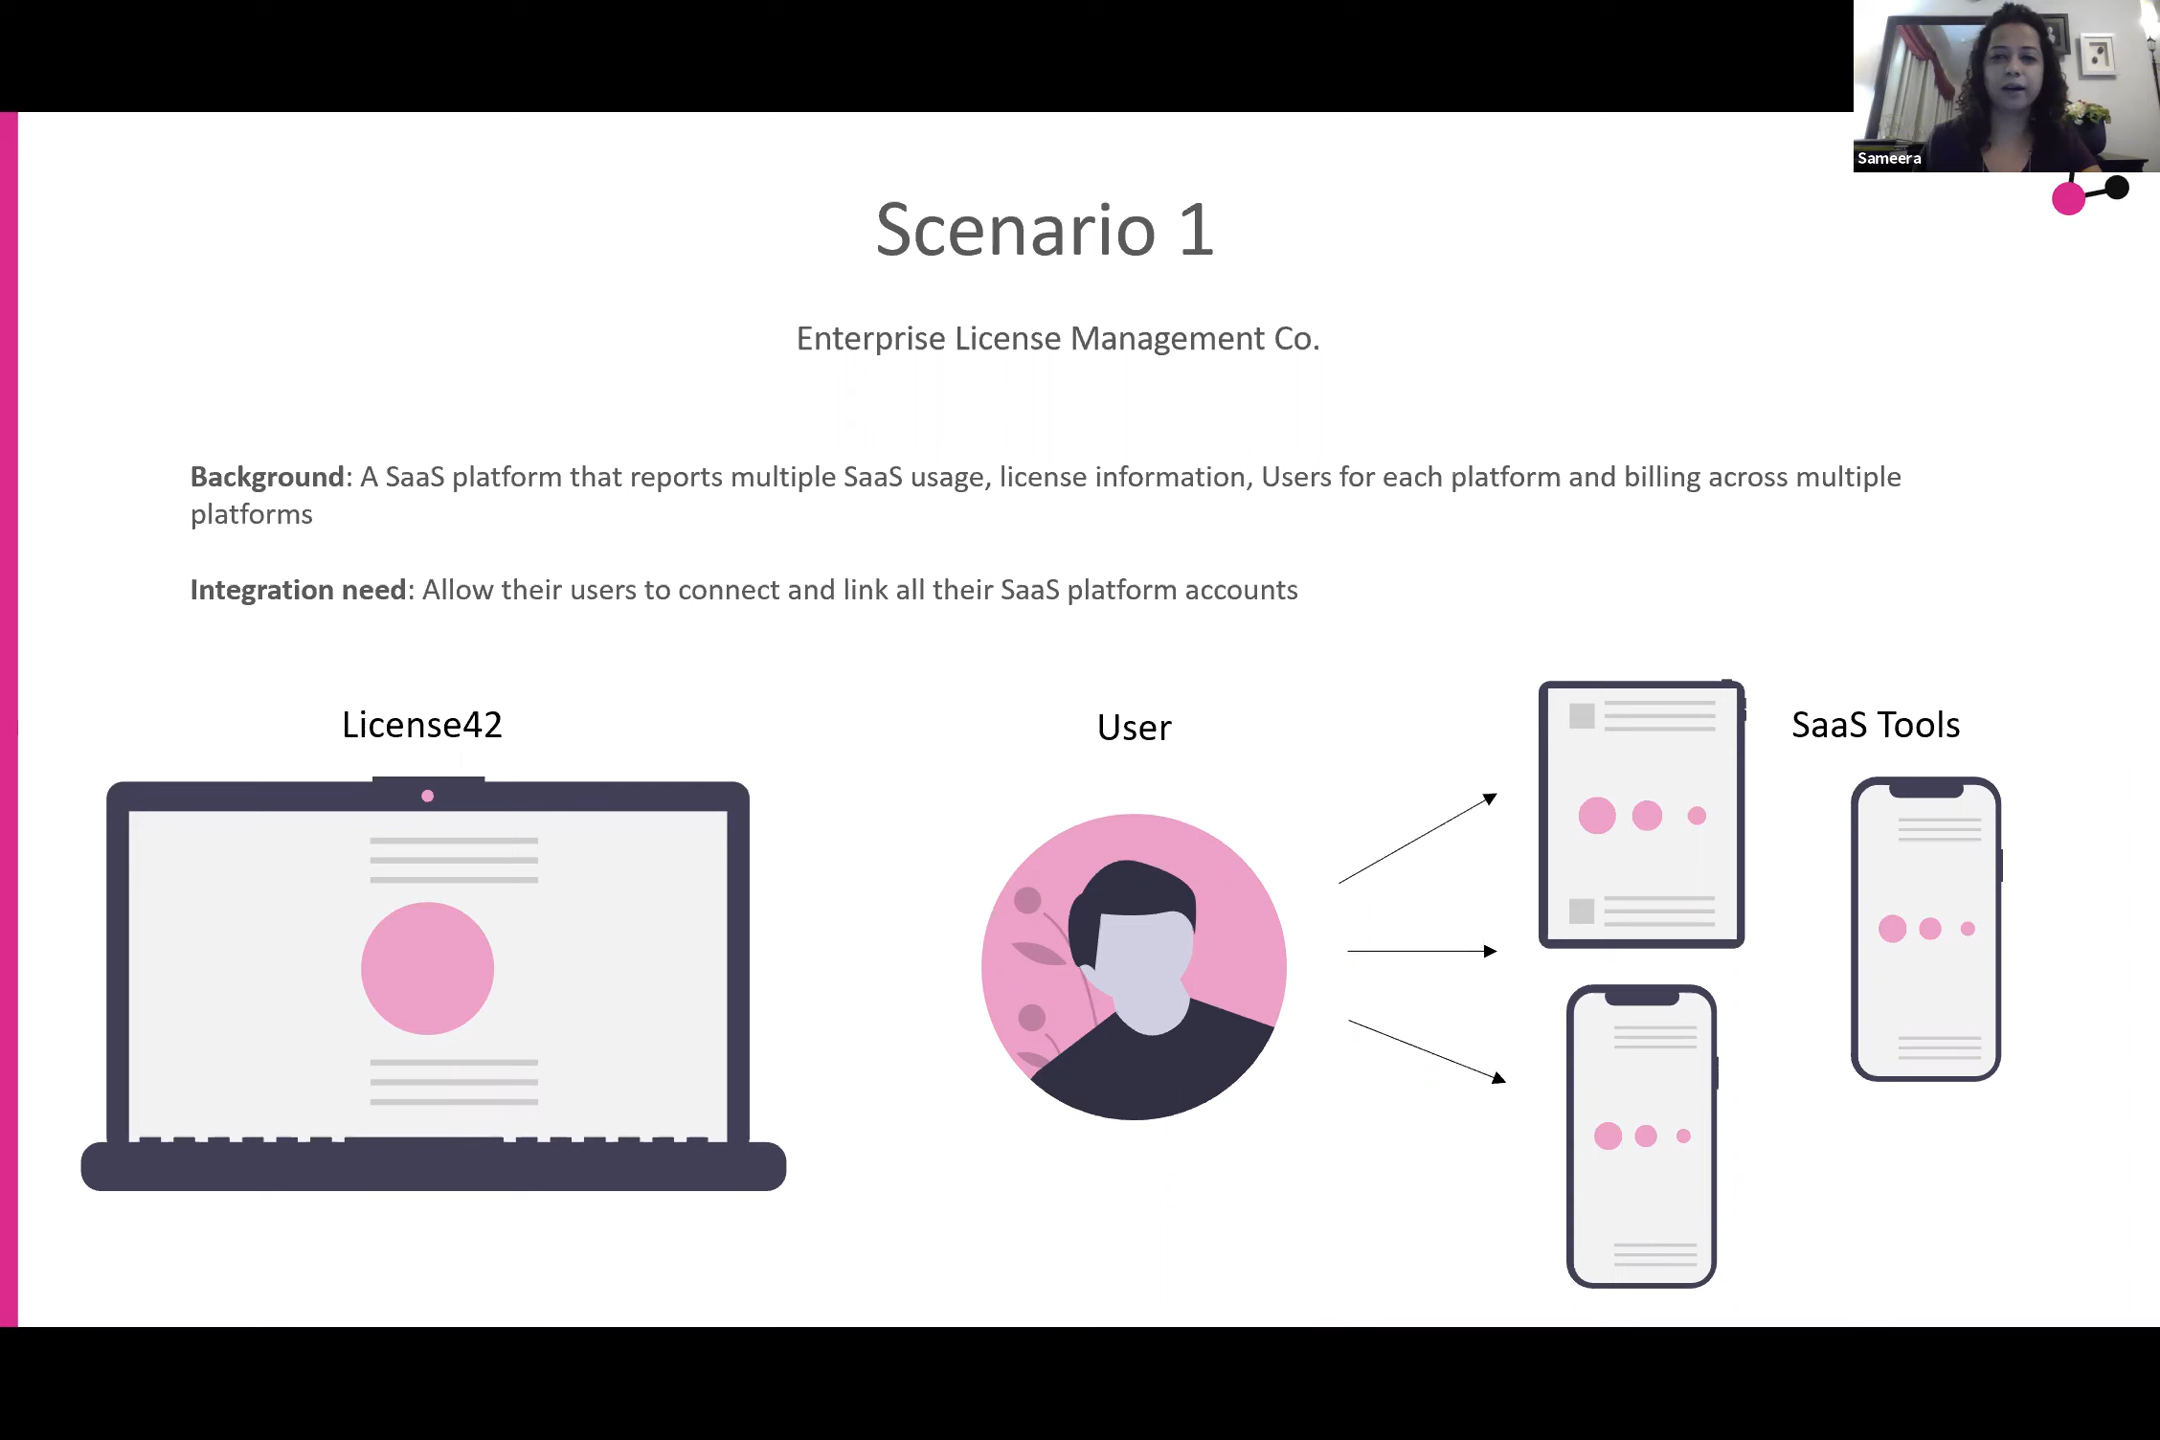 Sameera
Scenario 1
Enterprise License Management Co.
Background: A SaaS platform that reports multiple SaaS usage, license information, Users for each platform and billing across multiple
platforms
Integration need: Allow their users to connect and link all their SaaS platform accounts
License42
User
SaaS Tools